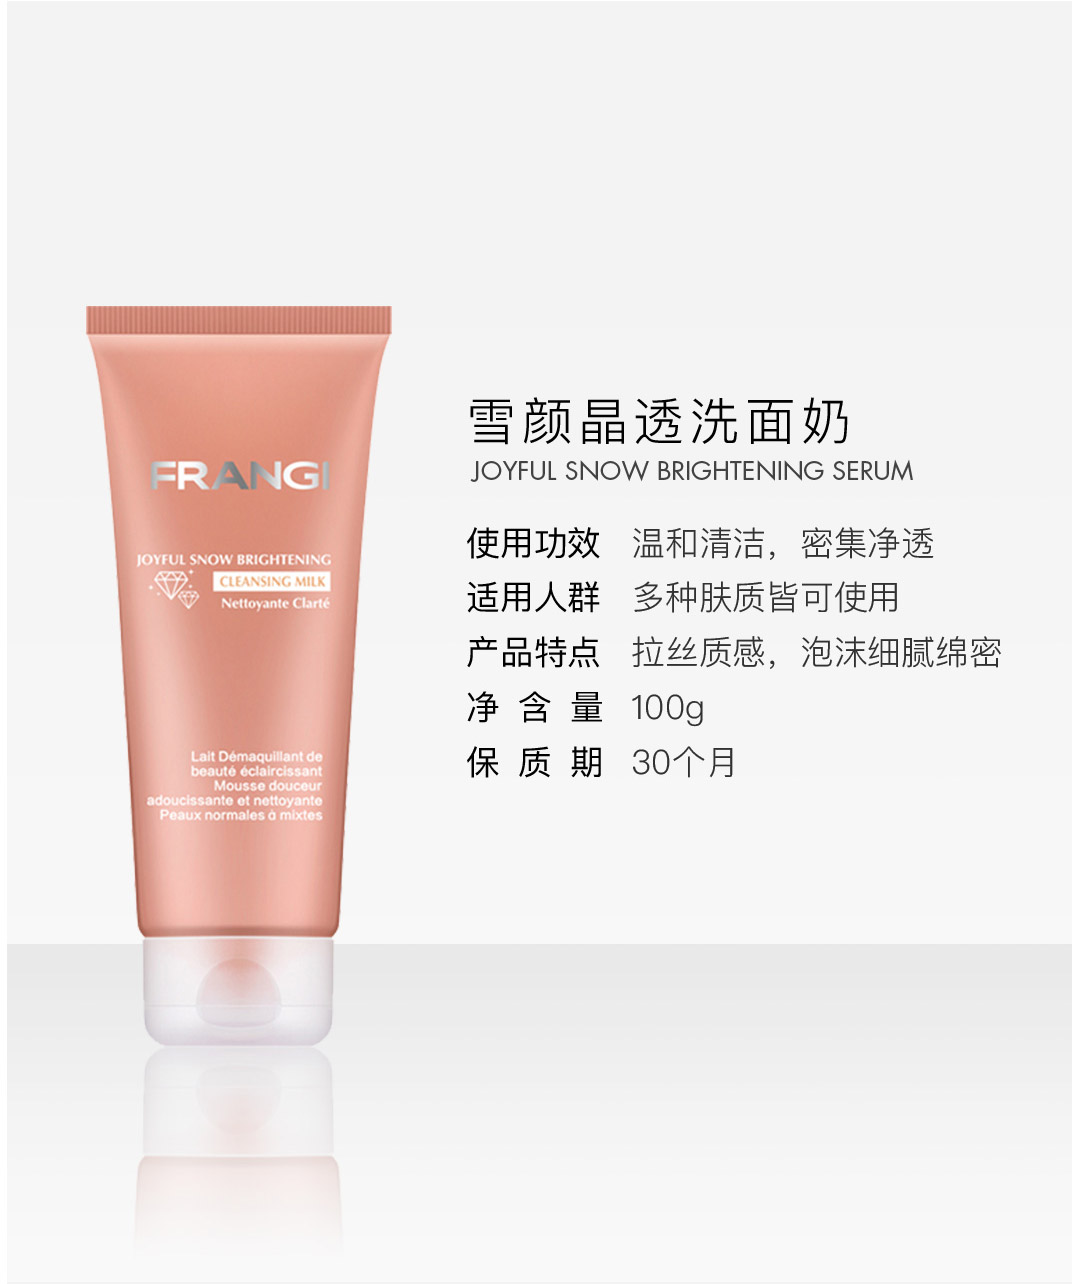 FRANGI
JOYFUL SNOW BRIGHTENING
CLEANSING MILK
Nettoyante Clarté
Lait Démaquillant de
beauté éclaircissant
Mousse douceur
adoucissante et nettoyante
Peaux normales à mixtes
雪颜晶透洗面奶
JOYFUL SNOW BRIGHTENING SERUM
使用功效 温和清洁，密集净透
适用人群 多种肤质皆可使用
产品特点 拉丝质感，泡沫细腻绵密
净含量 100g
保质期 30个月